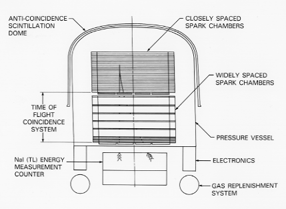 ANTI-COINCIDENCE
SCINTILLATION
DOME
CLOSELY SPACED
SPARK CHAMBERS
WIDELY SPACED
SPARK CHAMBERS
TIME OF
FLIGHT
COINCIDENCE
SYSTEM
PRESSURE VESSEL
NaI (TL) ENERGY
MEASUREMENT
COUNTER
ELECTRONICS
GAS REPLENISHMENT
SYSTEM